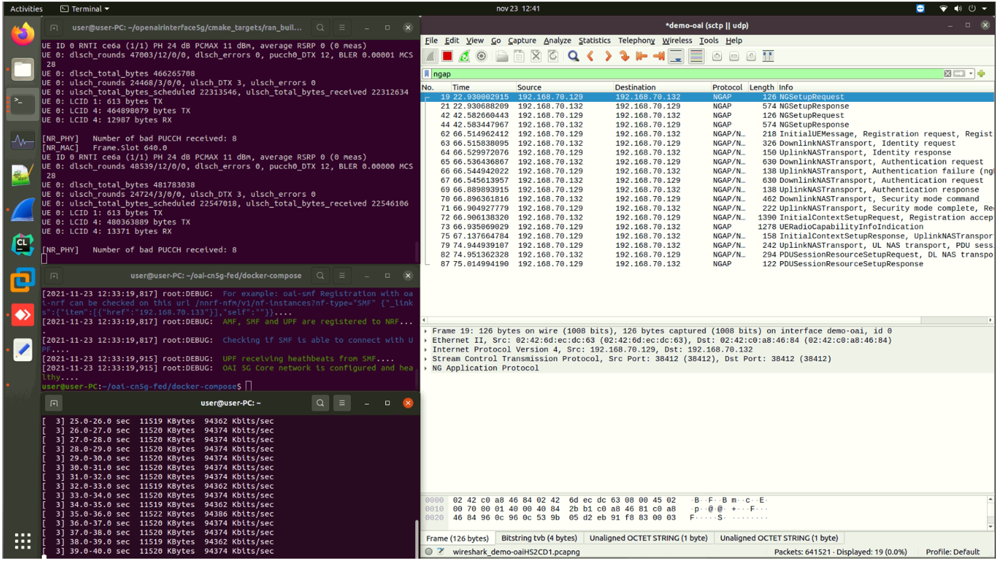 Activities
Terminal
nov 23 12:41
user@user-PC: ~/openairinterface5g/cmake_targets/ran_buil...
UE ID 0 RNTI ce6a (1/1) PH 24 dB PCMAX 11 dBm, average RSRP 0 (0 meas)
UE 0: dlsch_rounds 47003/12/0/0, dlsch_errors 0, pucch0_DTX 12, BLER 0.00001 MCS
28
UE 0: dlsch_total_bytes 466265708
UE 0: ulsch_rounds 24468/3/0/0, ulsch_DTX 3, ulsch_errors 0
UE 0: ulsch_total_bytes_scheduled 22313546, ulsch_total_bytes_received 22312634
UE 0: LCID 1: 613 bytes TX
UE 0: LCID 4: 464898079 bytes TX
UE 0: LCID 4: 12987 bytes RX
[NR_PHY]   Number of bad PUCCH received: 8
[NR_MAC]   Frame.Slot 640.0
UE ID 0 RNTI ce6a (1/1) PH 24 dB PCMAX 11 dBm, average RSRP 0 (0 meas)
UE 0: dlsch_rounds 48539/12/0/0, dlsch_errors 0, pucch0_DTX 12, BLER 0.00000 MCS
28
UE 0: dlsch_total_bytes 481783038
UE 0: ulsch_rounds 24724/3/0/0, ulsch_DTX 3, ulsch_errors 0
UE 0: ulsch_total_bytes_scheduled 22547018, ulsch_total_bytes_received 22546106
UE 0: LCID 1: 613 bytes TX
UE 0: LCID 4: 480363889 bytes TX
UE 0: LCID 4: 13371 bytes RX
[NR_PHY]   Number of bad PUCCH received: 8
user@user-PC: ~/oai-cn5g-fed/docker-compose
[2021-11-23 12:33:19,817] root:DEBUG:  For example: oai-smf Registration with oa
i-nrf can be checked on this url /nnrf-nfm/v1/nf-instances?nf-type="SMF" {"_link
s":{"item":[{"href":"192.168.70.133"}],"self":""}}....
[2021-11-23 12:33:19,817] root:DEBUG:  AMF, SMF and UPF are registered to NRF...
.
[2021-11-23 12:33:19,817] root:DEBUG:  Checking if SMF is able to connect with U
PF....
[2021-11-23 12:33:19,915] root:DEBUG:  UPF receiving heathbeats from SMF....
[2021-11-23 12:33:19,915] root:DEBUG:  OAI 5G Core network is configured and hea
lthy....
user@user-PC:~/oai-cn5g-fed/docker-compose$
user@user-PC: ~
[  3] 25.0-26.0 sec  11519 KBytes  94362 Kbits/sec
[  3] 26.0-27.0 sec  11520 KBytes  94374 Kbits/sec
[  3] 27.0-28.0 sec  11520 KBytes  94374 Kbits/sec
[  3] 28.0-29.0 sec  11520 KBytes  94374 Kbits/sec
[  3] 29.0-30.0 sec  11520 KBytes  94374 Kbits/sec
[  3] 30.0-31.0 sec  11520 KBytes  94374 Kbits/sec
[  3] 31.0-32.0 sec  11520 KBytes  94374 Kbits/sec
[  3] 32.0-33.0 sec  11519 KBytes  94362 Kbits/sec
[  3] 33.0-34.0 sec  11520 KBytes  94374 Kbits/sec
[  3] 34.0-35.0 sec  11519 KBytes  94362 Kbits/sec
[  3] 35.0-36.0 sec  11522 KBytes  94386 Kbits/sec
[  3] 36.0-37.0 sec  11520 KBytes  94374 Kbits/sec
[  3] 37.0-38.0 sec  11520 KBytes  94374 Kbits/sec
[  3] 38.0-39.0 sec  11519 KBytes  94362 Kbits/sec
[  3] 39.0-40.0 sec  11520 KBytes  94374 Kbits/sec
CL
*demo-oai (sctp || udp)
File Edit View Go Capture Analyze Statistics Telephony Wireless Tools Help
ngap
No. Time Source Destination Protocol Length Info
19 22.930002915 192.168.70.129 192.168.70.132 NGAP 126 NGSetupRequest
21 22.930688209 192.168.70.132 192.168.70.129 NGAP 574 NGSetupResponse
42 42.582660443 192.168.70.129 192.168.70.132 NGAP 126 NGSetupRequest
44 42.583447967 192.168.70.132 192.168.70.129 NGAP 574 NGSetupResponse
62 66.514962412 192.168.70.129 192.168.70.132 NGAP/N… 218 InitialUEMessage, Registration request, Regist
63 66.515838095 192.168.70.132 192.168.70.129 NGAP/N… 326 DownlinkNASTransport, Identity request
64 66.529972076 192.168.70.129 192.168.70.132 NGAP/N… 150 UplinkNASTransport, Identity response
65 66.536436867 192.168.70.132 192.168.70.129 NGAP/N… 630 DownlinkNASTransport, Authentication request
66 66.544942022 192.168.70.129 192.168.70.132 NGAP/N… 138 UplinkNASTransport, Authentication failure (ng
67 66.545613957 192.168.70.132 192.168.70.129 NGAP/N… 630 DownlinkNASTransport, Authentication request
69 66.889893915 192.168.70.129 192.168.70.132 NGAP/N… 138 UplinkNASTransport, Authentication response
70 66.896361816 192.168.70.132 192.168.70.129 NGAP/N… 462 DownlinkNASTransport, Security mode command
71 66.904927779 192.168.70.129 192.168.70.132 NGAP/N… 222 UplinkNASTransport, Security mode complete, Re
72 66.906138320 192.168.70.132 192.168.70.129 NGAP/N… 1390 InitialContextSetupRequest, Registration accep
73 66.935069029 192.168.70.129 192.168.70.132 NGAP 1278 UERadioCapabilityInfoIndication
75 67.137664784 192.168.70.129 192.168.70.132 NGAP/N… 158 InitialContextSetupResponse, UplinkNASTranspor
79 74.944939107 192.168.70.129 192.168.70.132 NGAP/N… 242 UplinkNASTransport, UL NAS transport, PDU sess
82 74.951362328 192.168.70.132 192.168.70.129 NGAP/N… 294 PDUSessionResourceSetupRequest, DL NAS transpo
87 75.014994190 192.168.70.129 192.168.70.132 NGAP 122 PDUSessionResourceSetupResponse
Frame 19: 126 bytes on wire (1008 bits), 126 bytes captured (1008 bits) on interface demo-oai, id 0
Ethernet II, Src: 02:42:6d:ec:dc:63 (02:42:6d:ec:dc:63), Dst: 02:42:c0:a8:46:84 (02:42:c0:a8:46:84)
Internet Protocol Version 4, Src: 192.168.70.129, Dst: 192.168.70.132
Stream Control Transmission Protocol, Src Port: 38412 (38412), Dst Port: 38412 (38412)
NG Application Protocol
0000  02 42 c0 a8 46 84 02 42  6d ec dc 63 08 00 45 02  ·B··F··B m··c··E·
0010  00 70 00 01 40 00 40 84  2b b1 c0 a8 46 81 c0 a8  ·p··@·@· +···F···
0020  46 84 96 0c 96 0c 53 9b  05 d2 eb 91 f8 83 00 03  F·····S· ········
Frame (126 bytes)
Bitstring tvb (4 bytes)
Unaligned OCTET STRING (1 byte)
Unaligned OCTET STRING (1 byte)
wireshark_demo-oaiHS2CD1.pcapng
Packets: 641521 · Displayed: 19 (0.0%)
Profile: Default